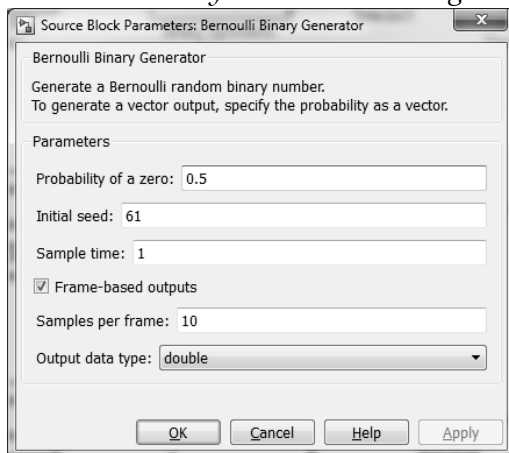 Source Block Parameters: Bernoulli Binary Generator
Bernoulli Binary Generator
Generate a Bernoulli random binary number.
To generate a vector output, specify the probability as a vector.
Parameters
Probability of a zero: 0.5
Initial seed: 61
Sample time: 1
Frame-based outputs
Samples per frame: 10
Output data type: double
OK Cancel Help Apply